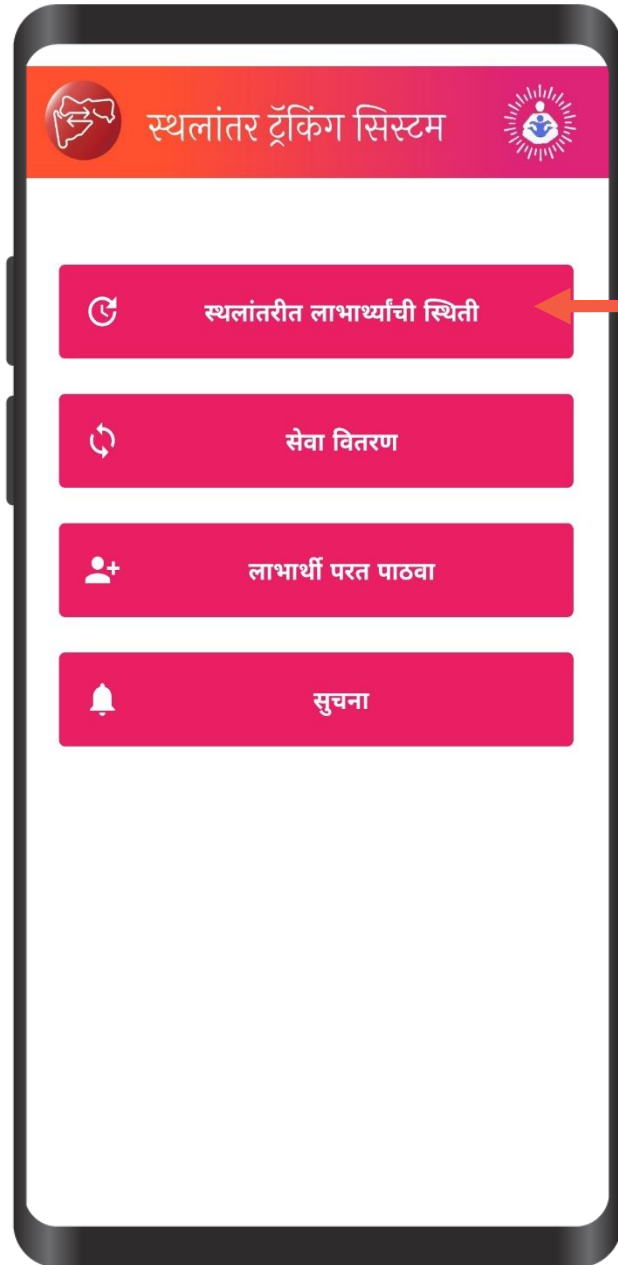 स्थलांतर ट्रॅकिंग सिस्टम
स्थलांतरीत लाभार्थ्यांची स्थिती
सेवा वितरण
लाभार्थी परत पाठवा
सुचना